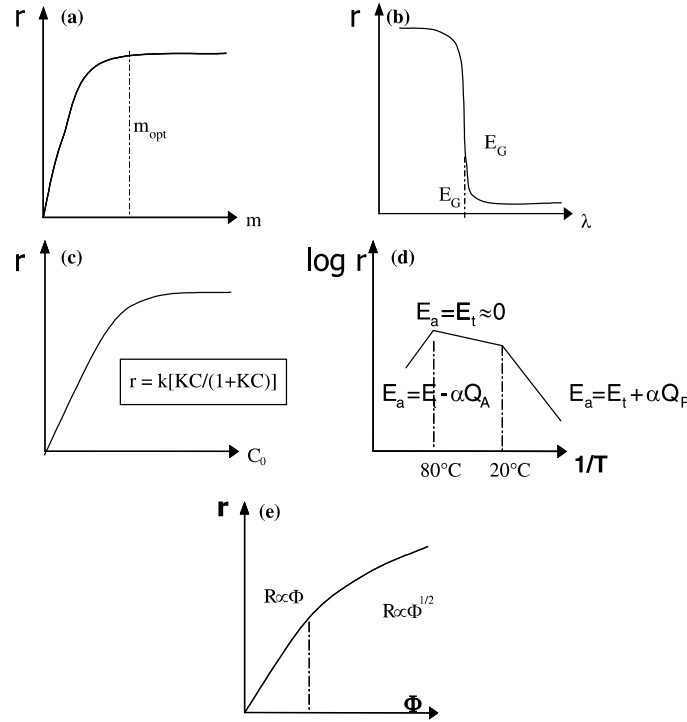 r (a)
m_opt
m
r (b)
E_G
E_G
λ
r (c)
r = k[KC/(1+KC)]
C_0
log r (d)
E_a=E_t≈0
E_a=E_t-αQ_A
E_a=E_t+αQ_P
80°C 20°C 1/T
r (e)
R∝Φ
R∝Φ^1/2
Φ